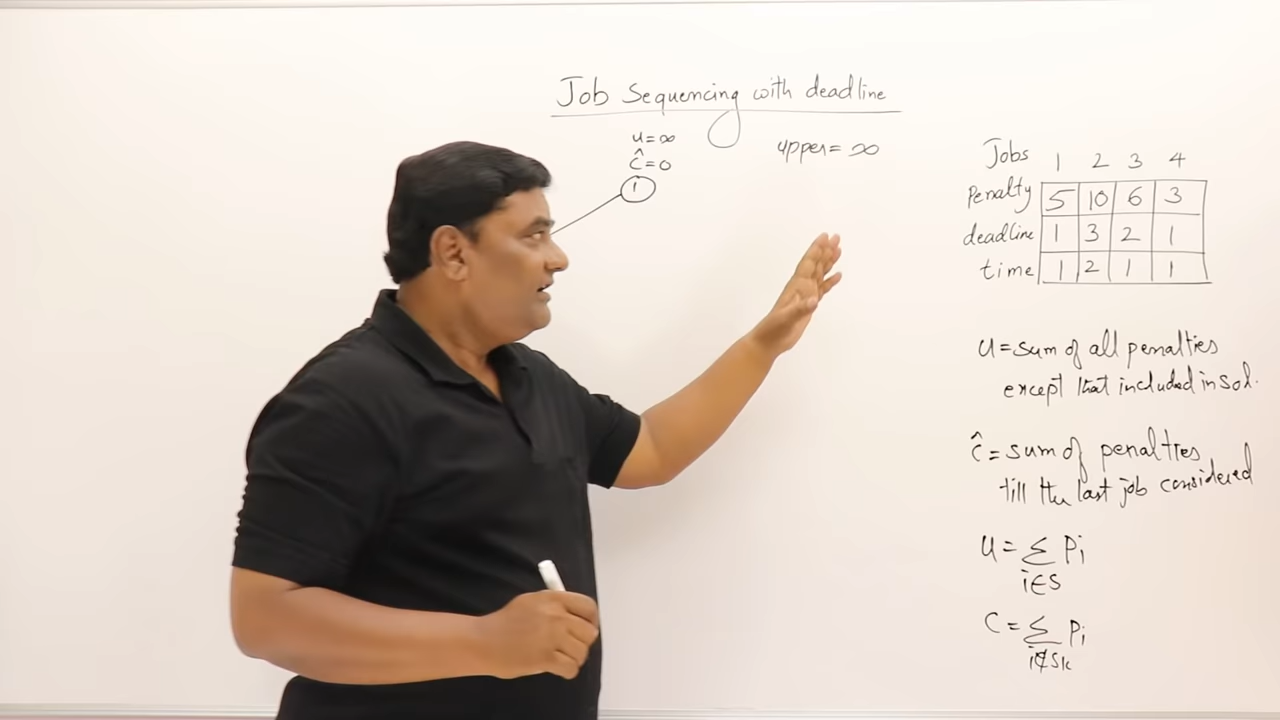 Job Sequencing with deadline
u=∞
ĉ=0
1
upper=∞
Jobs 1 2 3 4
Penalty 5 10 6 3
deadline 1 3 2 1
time 1 2 1 1
u=sum of all penalties
except that included in sol.
ĉ=sum of penalties
till the last job considered
u=Σ Pi
i∈S
C=Σ Pi
i∉Sk